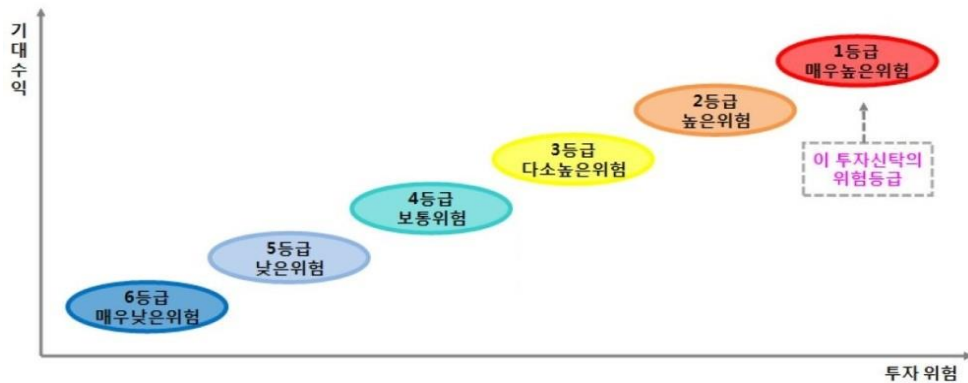 기대수익
1등급
매우높은위험
2등급
높은위험
이 투자신탁의
위험등급
3등급
다소높은위험
4등급
보통위험
5등급
낮은위험
6등급
매우낮은위험
투자 위험